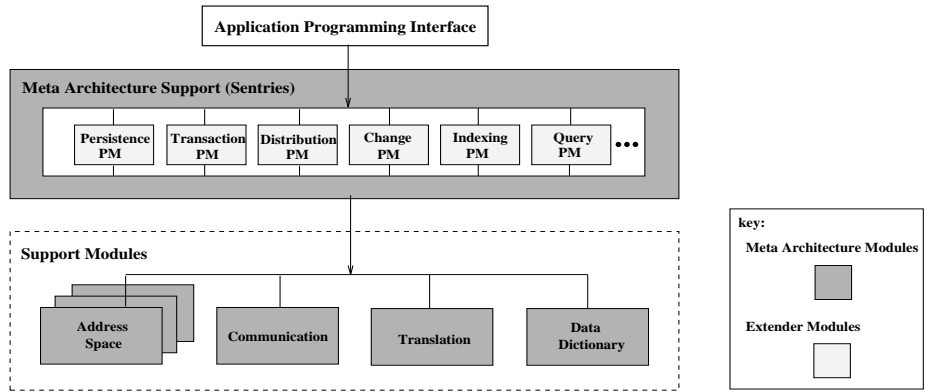 Application Programming Interface
Meta Architecture Support (Sentries)
Persistence PM
Transaction PM
Distribution PM
Change PM
Indexing PM
Query PM
•••
Support Modules
Address Space
Communication
Translation
Data Dictionary
key:
Meta Architecture Modules
Extender Modules